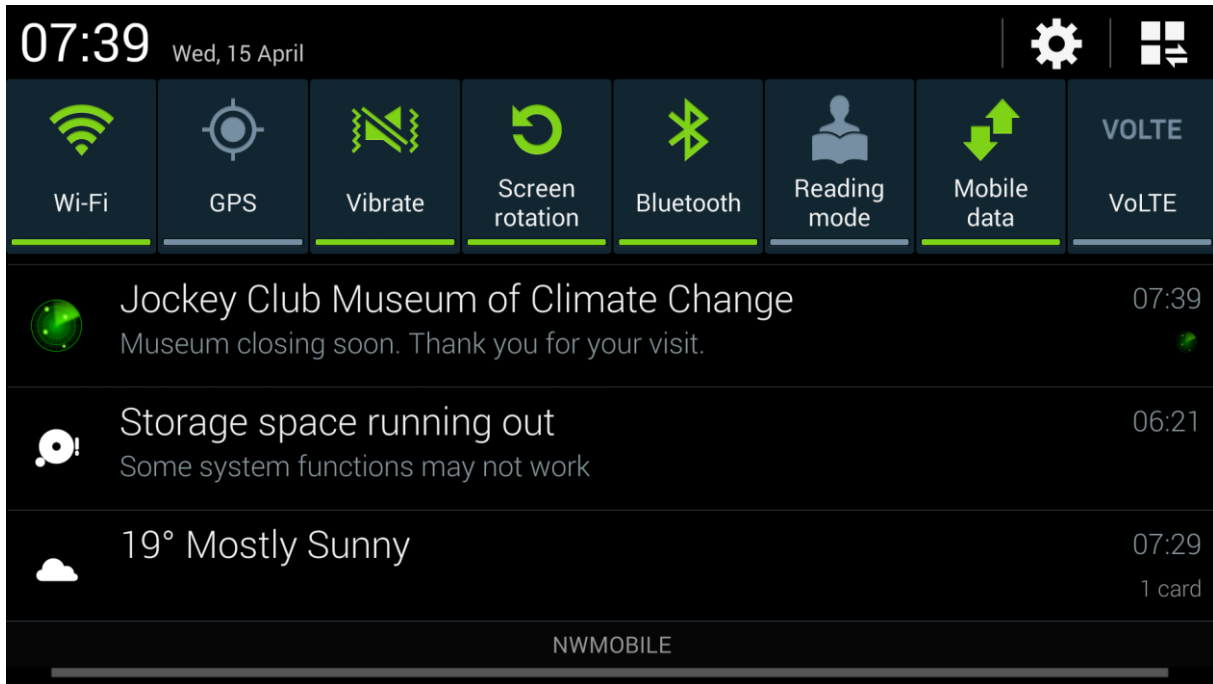 07:39 Wed, 15 April
VOLTE
Wi-Fi GPS Vibrate Screen rotation Bluetooth Reading mode Mobile data VoLTE
Jockey Club Museum of Climate Change 07:39
Museum closing soon. Thank you for your visit.
Storage space running out 06:21
Some system functions may not work
19° Mostly Sunny 07:29
1 card
NWMOBILE